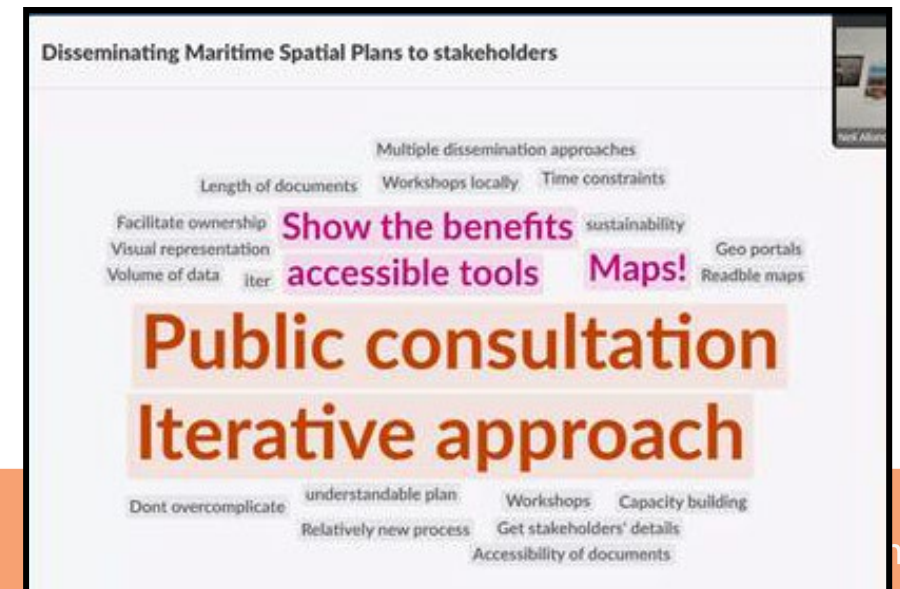 Disseminating Maritime Spatial Plans to stakeholders
Multiple dissemination approaches
Length of documents Workshops locally Time constraints
Facilitate ownership Show the benefits sustainability
Visual representation Geo portals
Volume of data iter accessible tools Maps! Readble maps
Public consultation
Iterative approach
Dont overcomplicate understandable plan Workshops Capacity building
Relatively new process Get stakeholders' details
Accessibility of documents